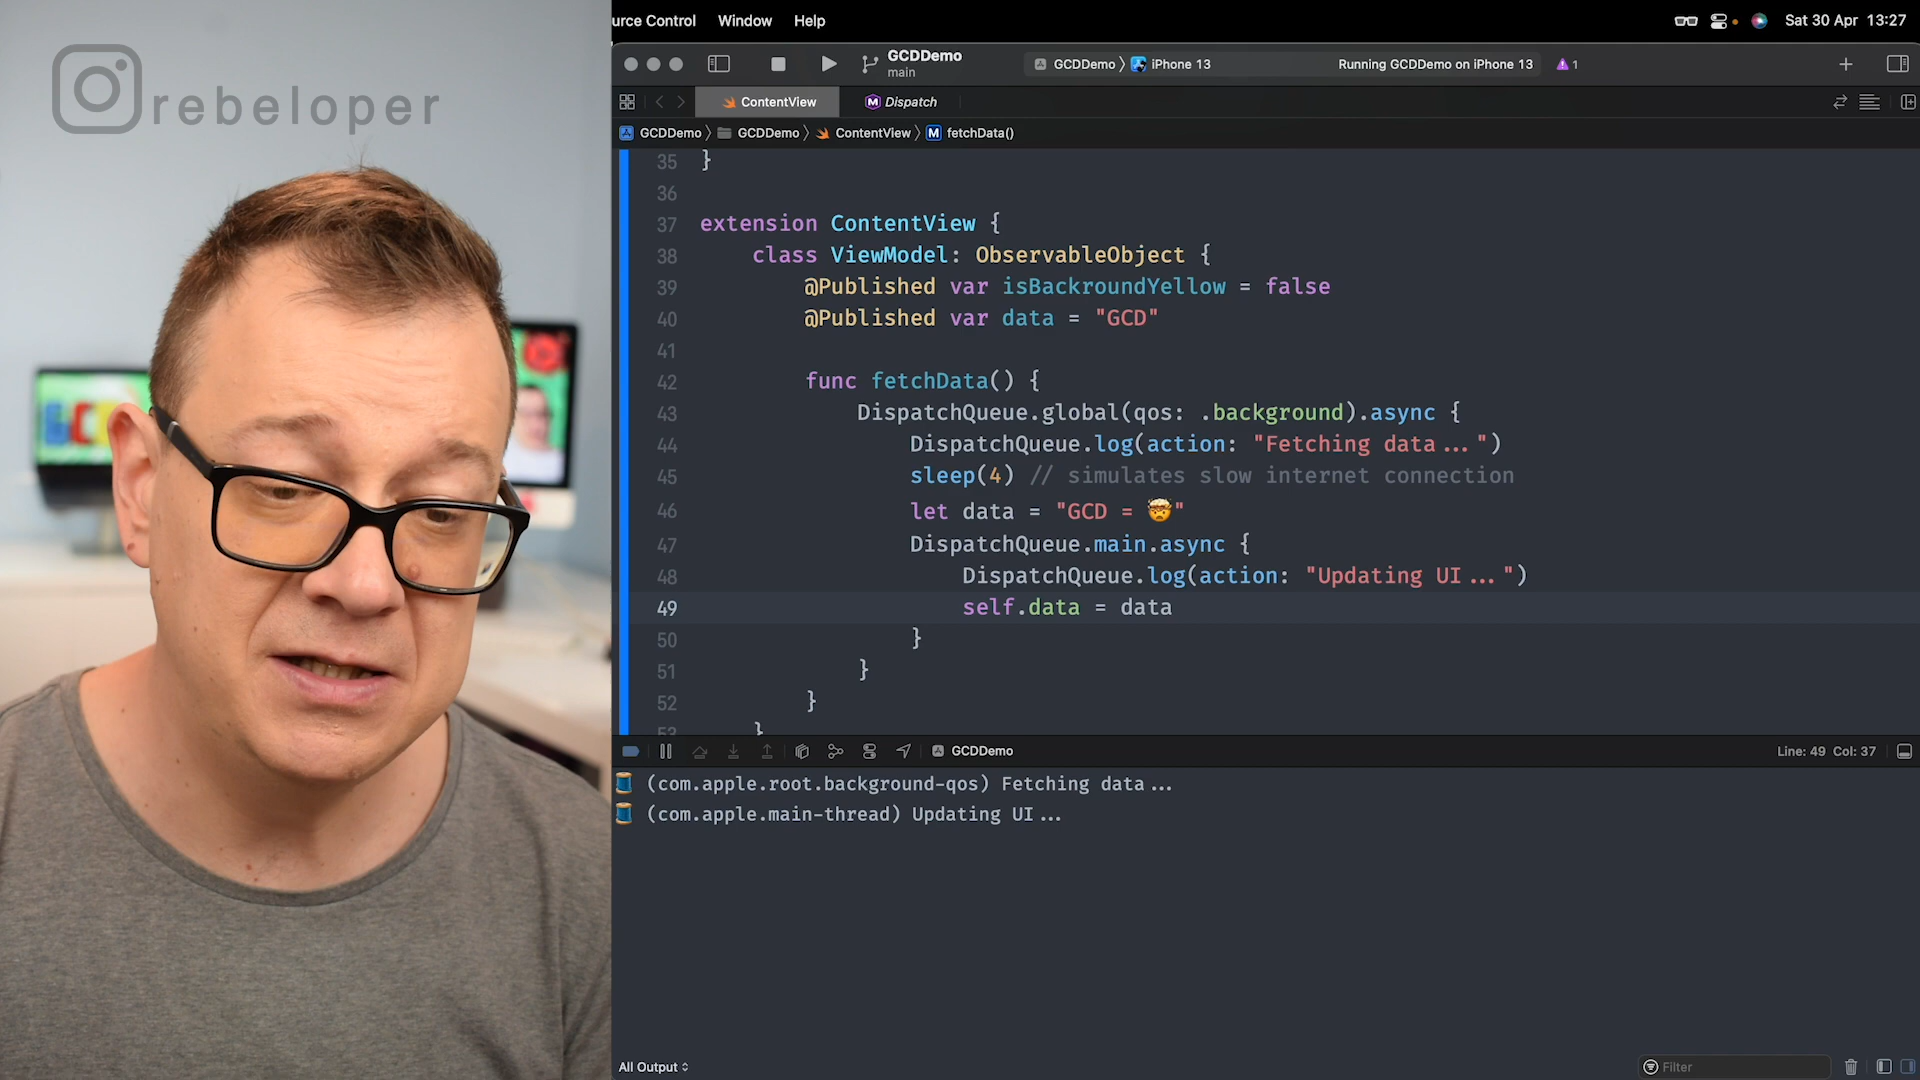 rebeloper
urce Control Window Help
Sat 30 Apr 13:27
GCDDemo
main
GCDDemo iPhone 13
Running GCDDemo on iPhone 13
1
ContentView
Dispatch
GCDDemo GCDDemo ContentView M fetchData()
35 }
36
37 extension ContentView {
38 class ViewModel: ObservableObject {
39 @Published var isBackroundYellow = false
40 @Published var data = "GCD"
41
42 func fetchData() {
43 DispatchQueue.global(qos: .background).async {
44 DispatchQueue.log(action: "Fetching data...")
45 sleep(4) // simulates slow internet connection
46 let data = "GCD = 🤯"
47 DispatchQueue.main.async {
48 DispatchQueue.log(action: "Updating UI...")
49 self.data = data
50 }
51 }
52 }
53 }
GCDDemo
Line: 49 Col: 37
🧵 (com.apple.root.background-qos) Fetching data...
🧵 (com.apple.main-thread) Updating UI...
All Output
Filter